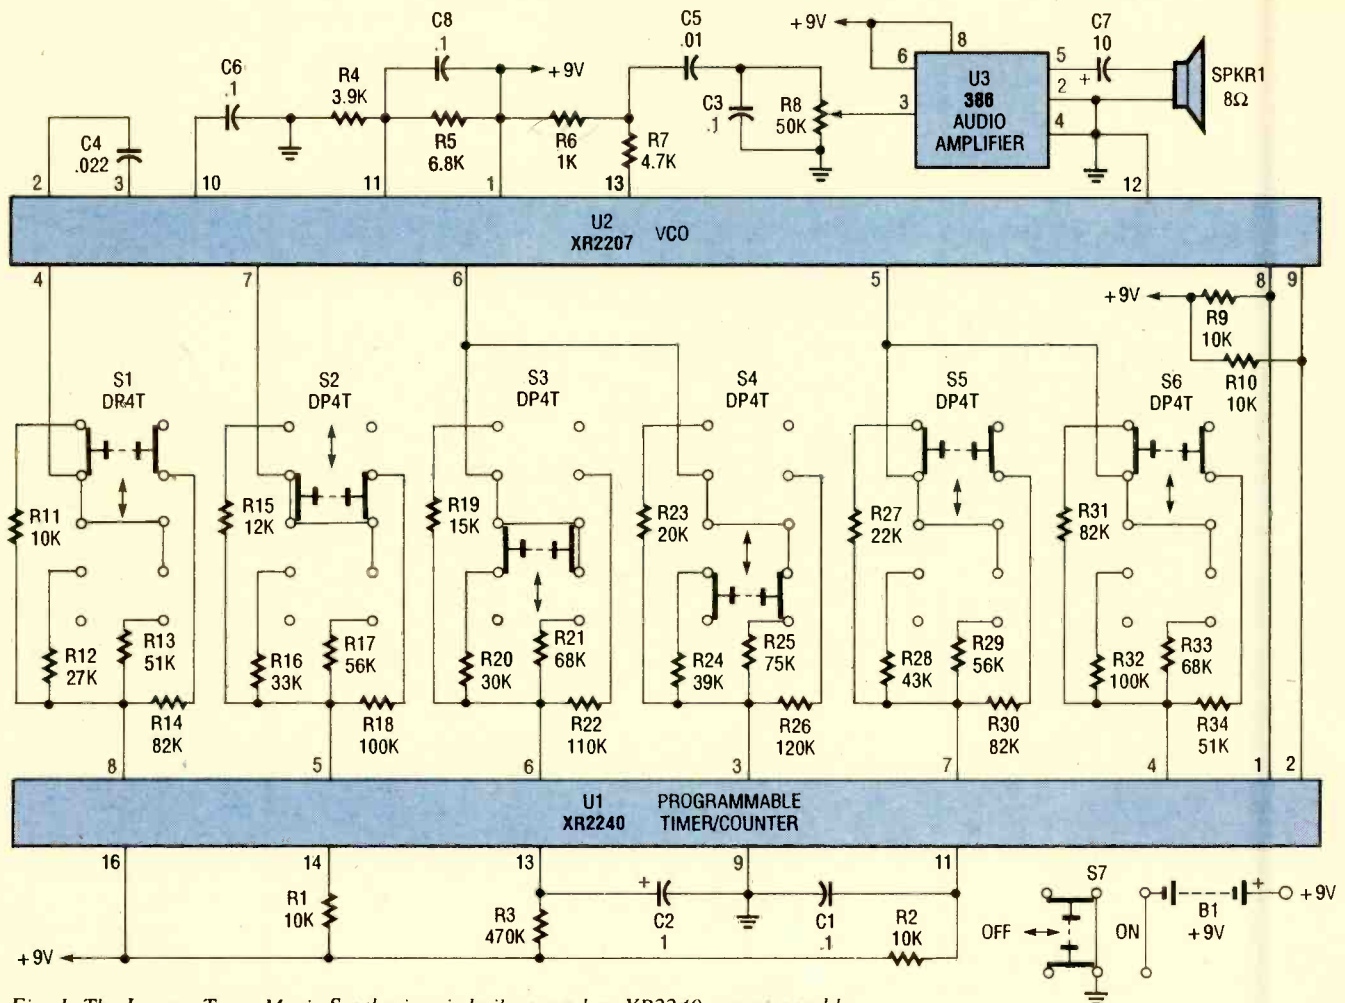 C8
.1
C5
.01
+9V
C7
10
+
C6
.1
R4
3.9K
+9V
8
6
5
U3
386
AUDIO
AMPLIFIER
SPKR1
8Ω
C3
.1
R8
50K
3
2
4
C4
.022
R5
6.8K
R6
1K
R7
4.7K
2
3
10
11
1
13
12
U2
XR2207
VCO
4
7
6
5
8
9
+9V
R9
10K
R10
10K
S1
DP4T
S2
DP4T
S3
DP4T
S4
DP4T
S5
DP4T
S6
DP4T
R11
10K
R15
12K
R19
15K
R23
20K
R27
22K
R31
82K
R12
27K
R13
51K
R14
82K
R16
33K
R17
56K
R18
100K
R20
30K
R21
68K
R22
110K
R24
39K
R25
75K
R26
120K
R28
43K
R29
56K
R30
82K
R32
100K
R33
68K
R34
51K
8
5
6
3
7
4
1
2
U1
XR2240
PROGRAMMABLE
TIMER/COUNTER
16
14
13
9
11
R1
10K
R3
470K
+
C2
1
C1
.1
R2
10K
+9V
S7
OFF
ON
+
B1
+9V
+9V